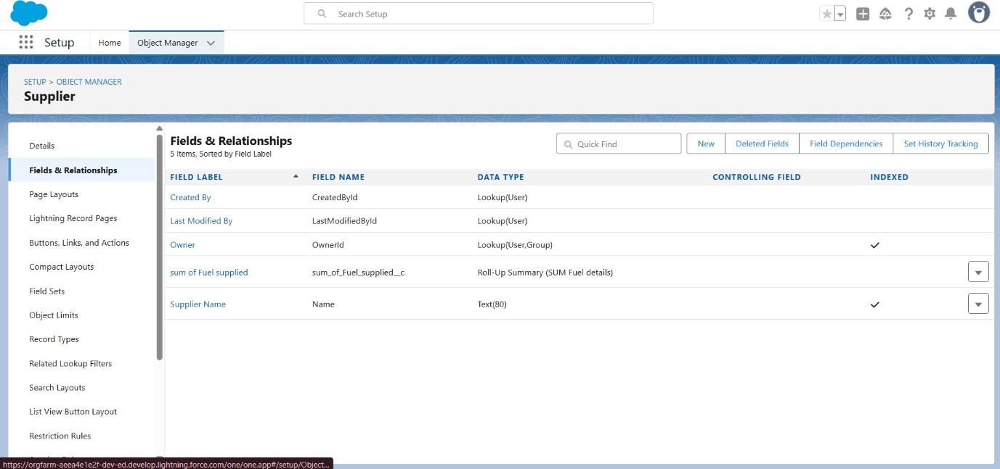 Search Setup
Setup Home Object Manager
SETUP > OBJECT MANAGER
Supplier
Details
Fields & Relationships
Page Layouts
Lightning Record Pages
Buttons, Links, and Actions
Compact Layouts
Field Sets
Object Limits
Record Types
Related Lookup Filters
Search Layouts
List View Button Layout
Restriction Rules
Fields & Relationships
5 Items, Sorted by Field Label
Quick Find New Deleted Fields Field Dependencies Set History Tracking
FIELD LABEL FIELD NAME DATA TYPE CONTROLLING FIELD INDEXED
Created By CreatedById Lookup(User)
Last Modified By LastModifiedById Lookup(User)
Owner OwnerId Lookup(User,Group)
sum of Fuel supplied sum_of_Fuel_supplied__c Roll-Up Summary (SUM Fuel details)
Supplier Name Name Text(80)
https://orgfarm-aeea4e1e2f-dev-ed.develop.lightning.force.com/one/one.app#/setup/Object...